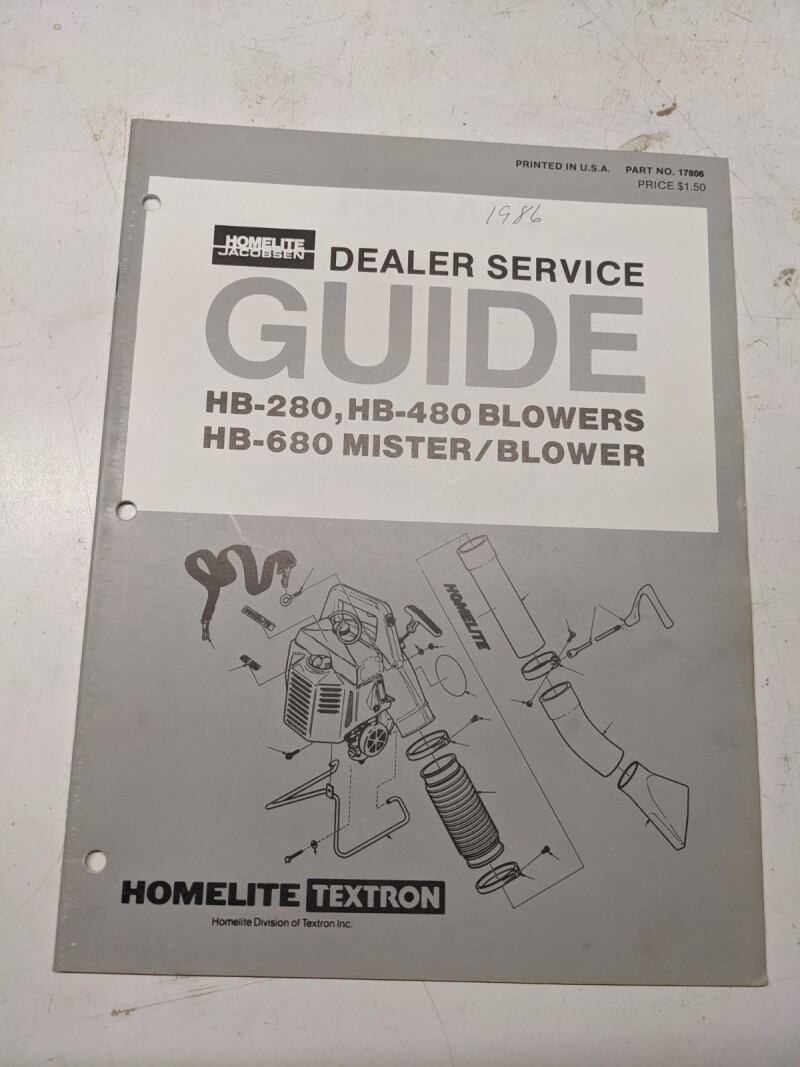 PRINTED IN U.S.A. PART NO. 17806
PRICE $1.50
1986
HOMELITE
JACOBSEN
DEALER SERVICE
GUIDE
HB-280, HB-480 BLOWERS
HB-680 MISTER/BLOWER
HOMELITE
HOMELITE
HOMELITE TEXTRON
Homelite Division of Textron Inc.